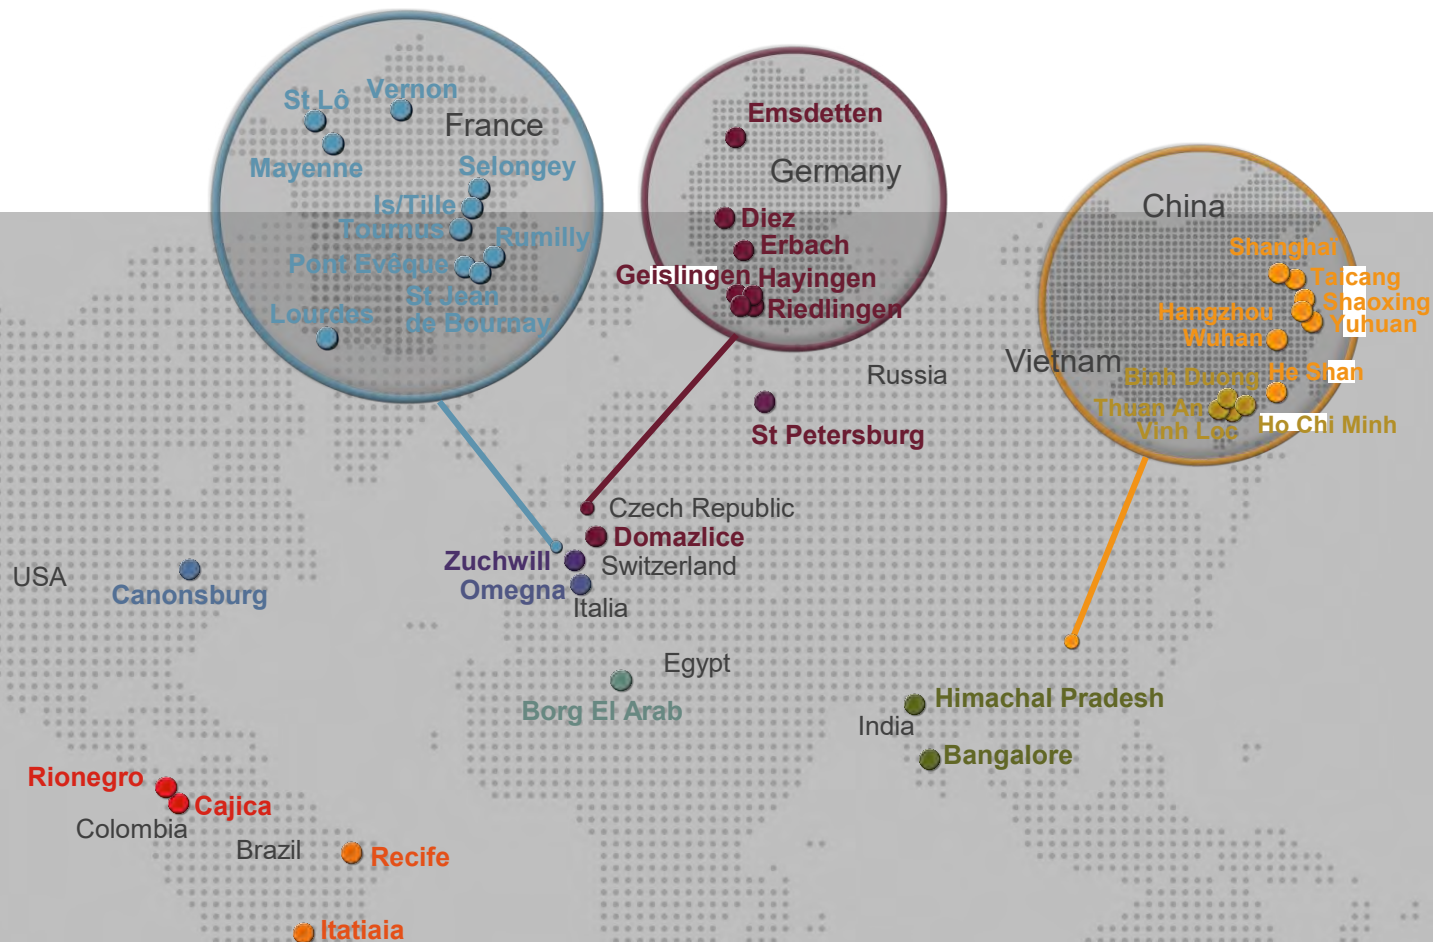 St Lô
Vernon
France
Mayenne
Selongey
Is/Tille
Tournus
Rumilly
Pont Evêque
St Jean
de Bournay
Lourdes
Emsdetten
Germany
Diez
Erbach
Geislingen
Hayingen
Riedlingen
China
Shanghai
Taicang
Shaoxing
Hangzhou
Yuhuan
Wuhan
Vietnam
He Shan
Binh Duong
Thuan An
Vinh Loc
Ho Chi Minh
Russia
St Petersburg
Czech Republic
Domazlice
Zuchwill
Switzerland
Omegna
Italia
USA
Canonsburg
Egypt
Borg El Arab
Himachal Pradesh
India
Bangalore
Rionegro
Cajica
Colombia
Brazil
Recife
Itatiaia